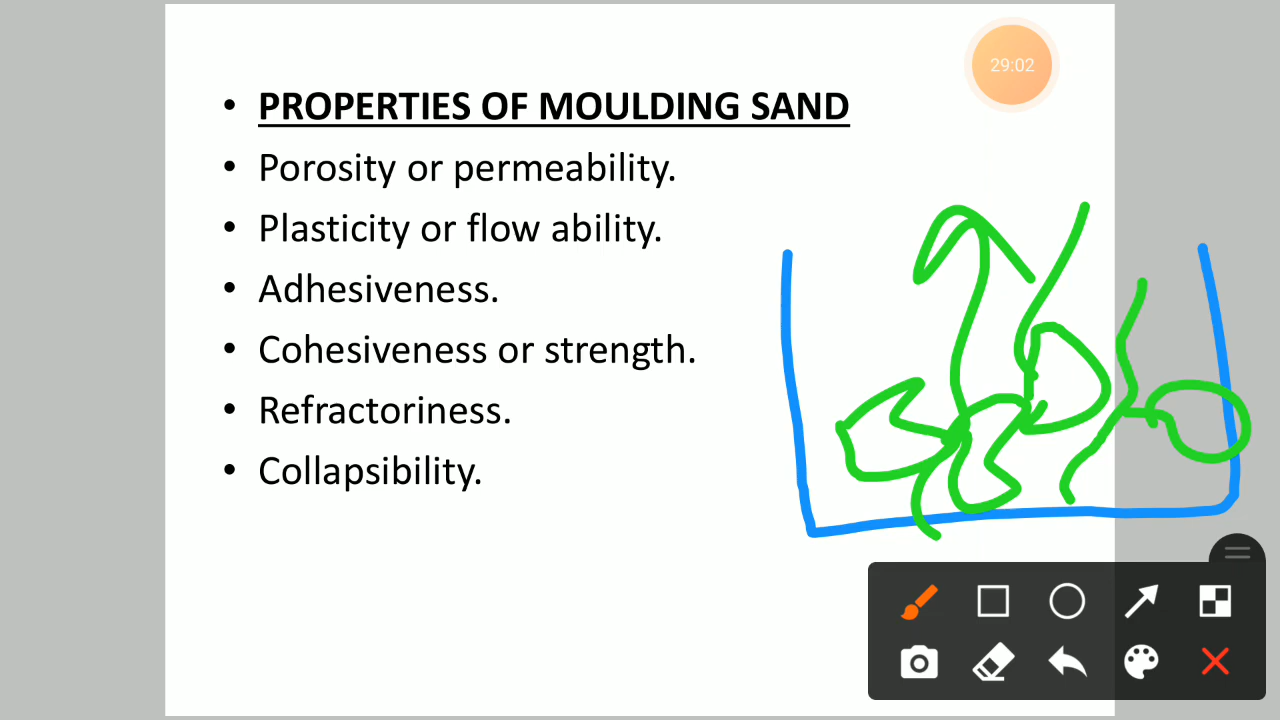 29:02
• PROPERTIES OF MOULDING SAND
• Porosity or permeability.
• Plasticity or flow ability.
• Adhesiveness.
• Cohesiveness or strength.
• Refractoriness.
• Collapsibility.